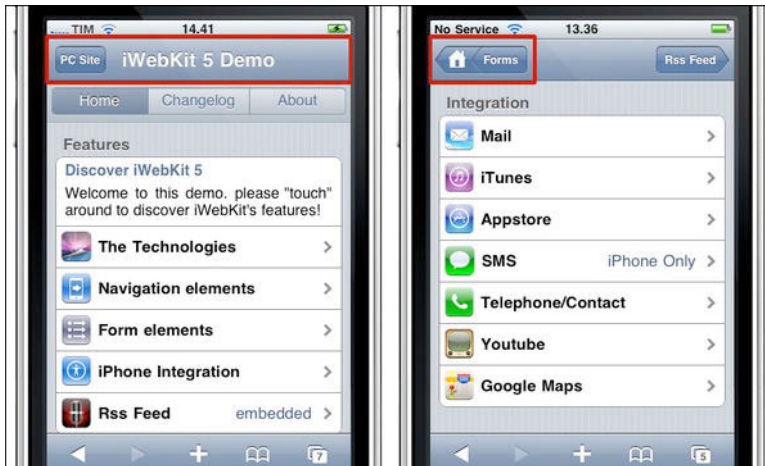 TIM 14.41
PC Site iWebKit 5 Demo
Home Changelog About
Features
Discover iWebKit 5
Welcome to this demo. please "touch"
around to discover iWebKit's features!
The Technologies
Navigation elements
Form elements
iPhone Integration
Rss Feed embedded
7
No Service 13.36
Forms Rss Feed
Integration
Mail
iTunes
Appstore
SMS iPhone Only
Telephone/Contact
Youtube
Google Maps
5